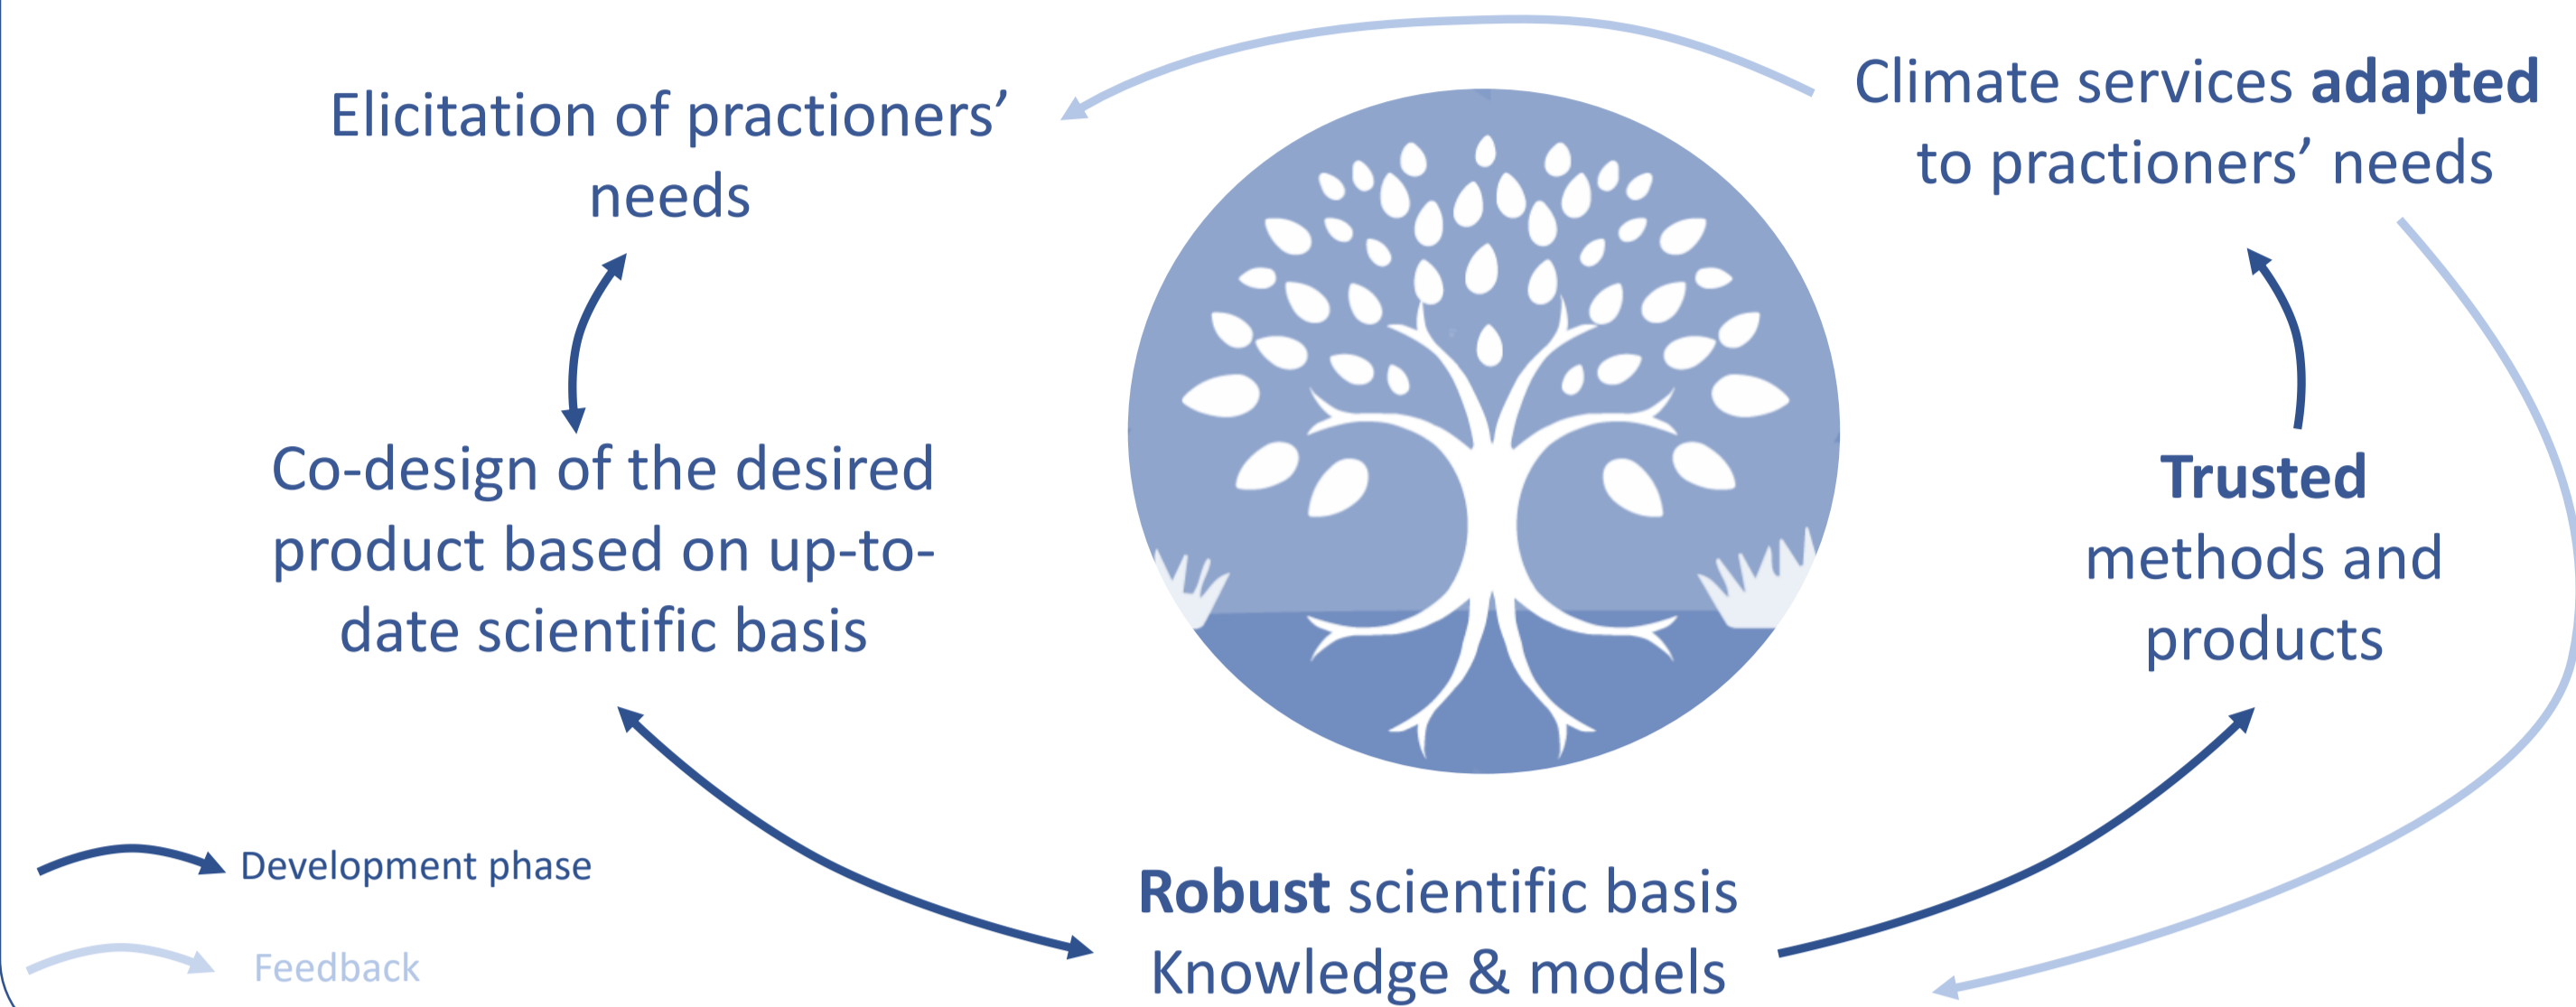 Elicitation of practioners’
needs
Climate services adapted
to practioners’ needs
Co-design of the desired
product based on up-to-
date scientific basis
Trusted
methods and
products
Robust scientific basis
Knowledge & models
Development phase
Feedback